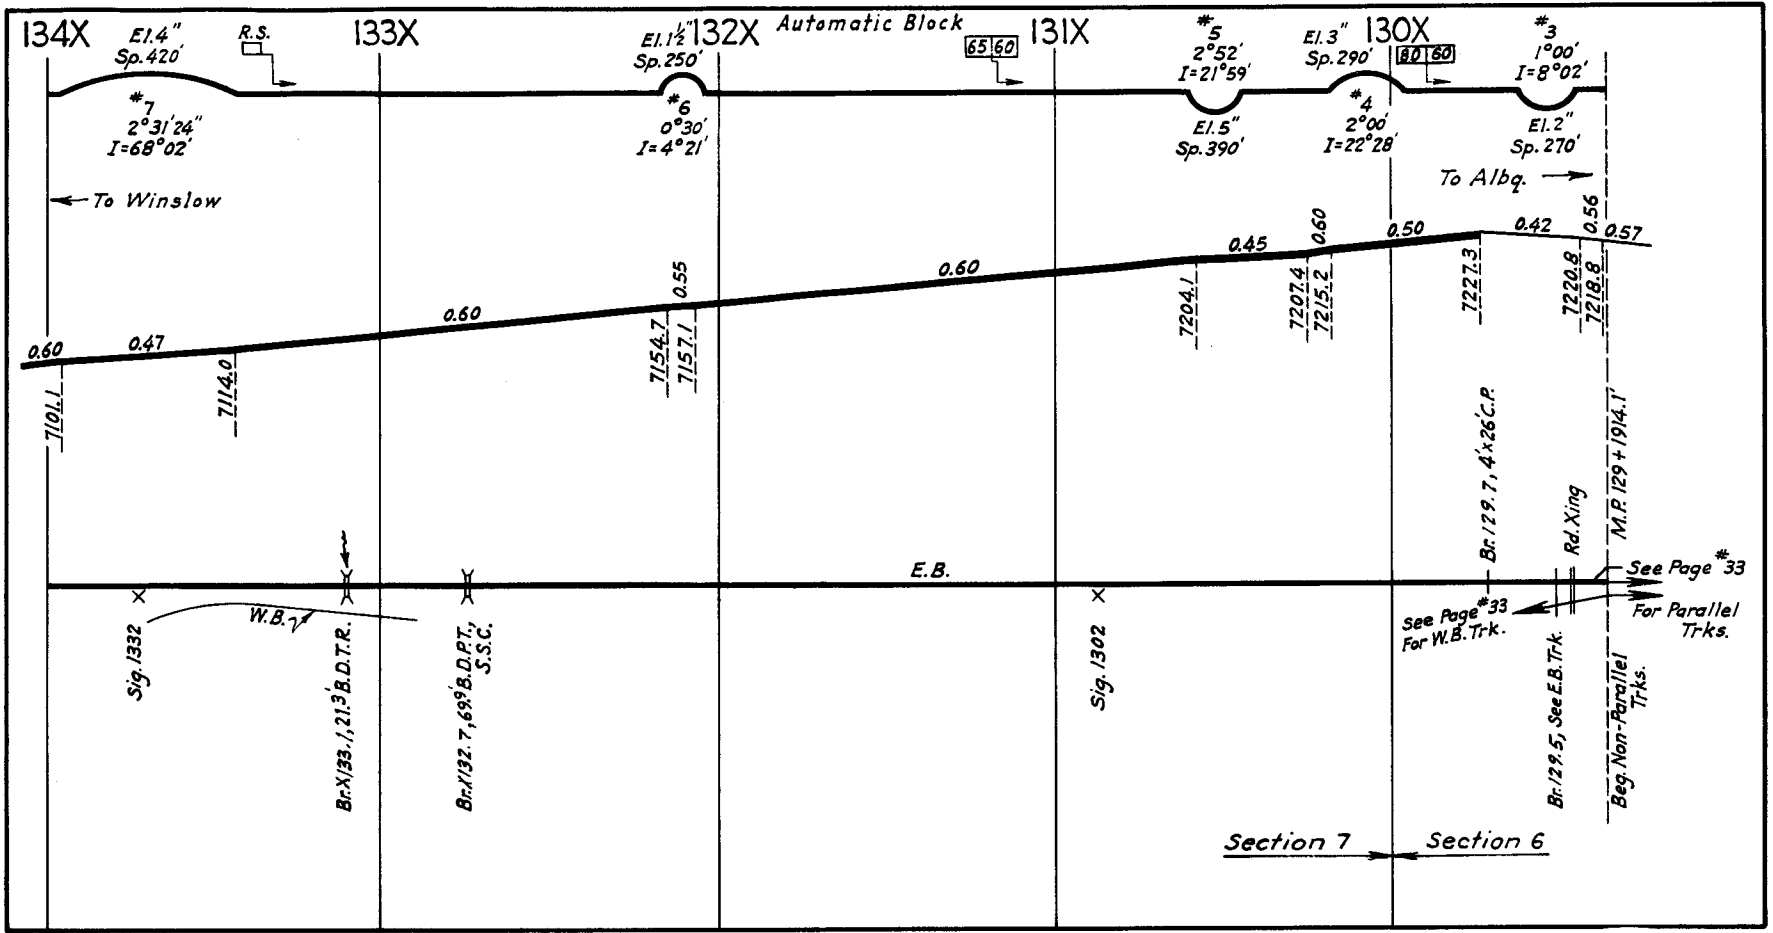 134X
El.4"
Sp.420'
R.S.
133X
El.1½"
Sp.250'
132X
Automatic Block
65|60
131X
#5
2°52'
I=21°59'
El.3"
Sp.290'
130X
80|60
#3
1°00'
I=8°02'
#7
2°31'24"
I=68°02'
#6
0°30'
I=4°21'
El.5"
Sp.390'
#4
2°00'
I=22°28'
El.2"
Sp.270'
To Winslow
To Albq.
0.60
0.47
0.60
0.55
0.60
0.45
0.60
0.50
0.42
0.56
0.57
7101.1
7114.0
7154.7
7157.1
7204.1
7207.4
7215.2
7227.3
7220.8
7218.8
Br.129.7, 4'x26'C.P.
Rd.Xing
M.P.129+1914.1'
E.B.
See Page #33
For Parallel
Trks.
See Page #33
For W.B.Trk.
W.B.
Sig.1332
Br.X133.1,21.3'B.D.T.R.
Br.X132.7,69.9'B.D.P.T.,
S.S.C.
Sig.1302
Br.129.5, See E.B.Trk.
Beg.Non-Parallel
Trks.
Section 7
Section 6